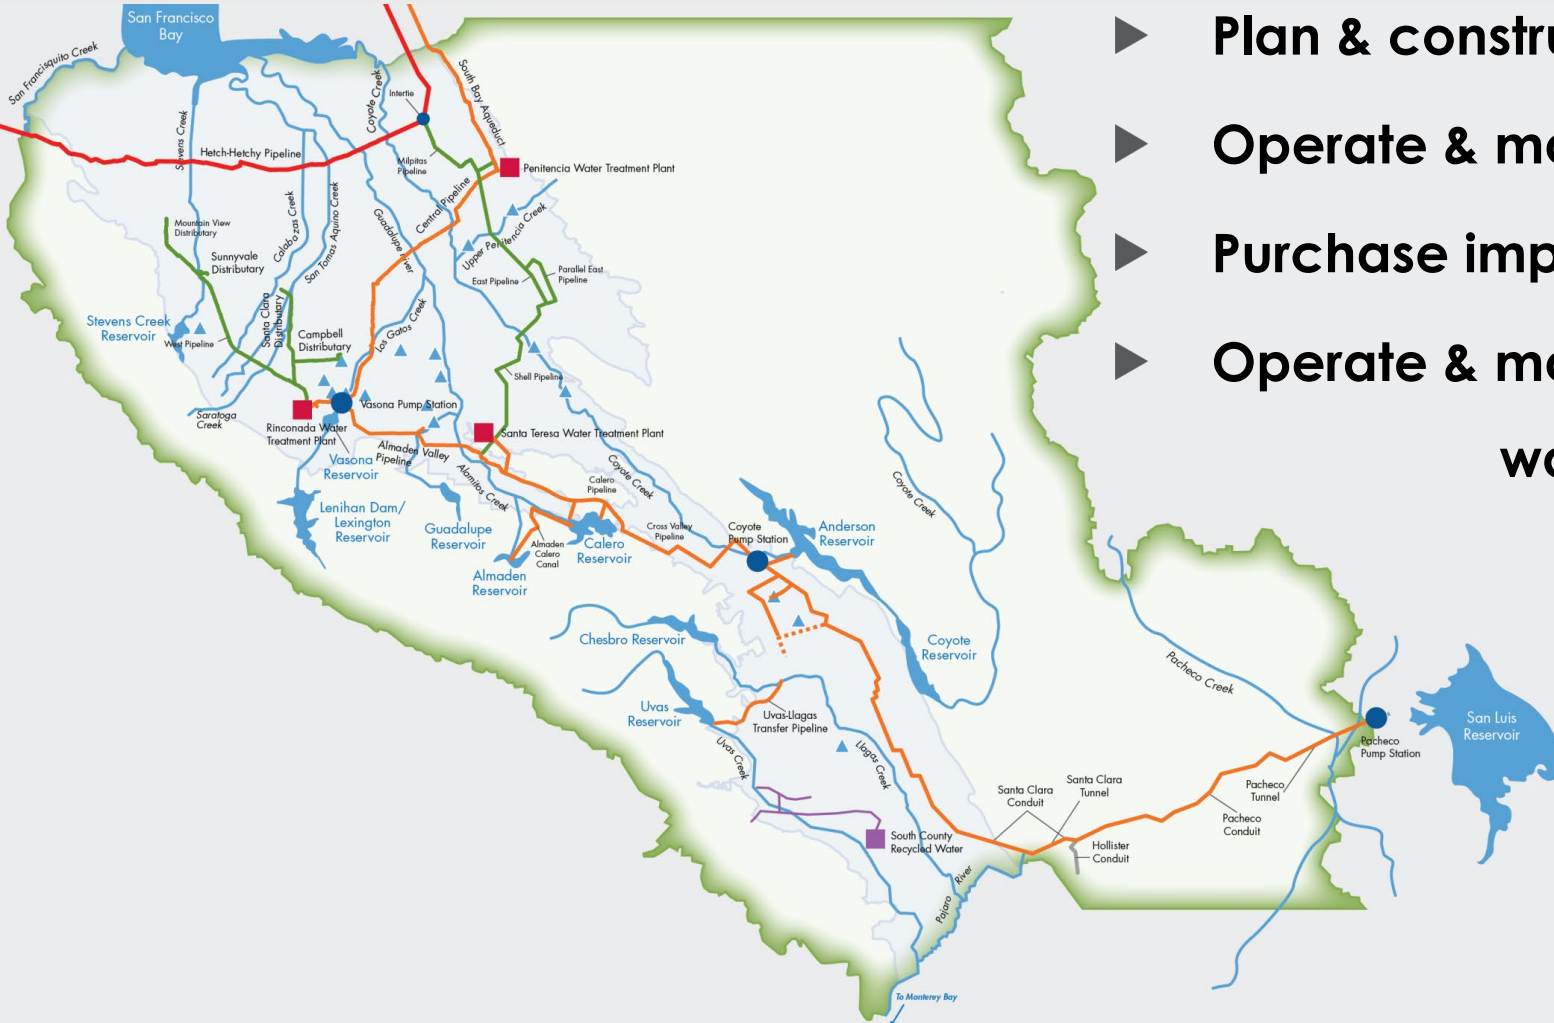 San Francisco
Bay
San Francisquito Creek
Stevens Creek
Hetch-Hetchy Pipeline
Coyote Creek
Intertie
South Bay Aqueduct
Milpitas
Pipeline
Penitencia Water Treatment Plant
Central Pipeline
Upper Penitencia Creek
Mountain View
Distributary
Sunnyvale
Distributary
Calabazas Creek
San Tomas Aquino Creek
Guadalupe River
East Pipeline
Parallel East
Pipeline
Stevens Creek
Reservoir
West Pipeline
Santa Clara
Distributary
Campbell
Distributary
Los Gatos Creek
Shell Pipeline
Saratoga
Creek
Vasona Pump Station
Rinconada Water
Treatment Plant
Santa Teresa Water Treatment Plant
Vasona
Reservoir
Almaden Valley
Pipeline
Alamitos Creek
Coyote Creek
Calero
Pipeline
Lenihan Dam/
Lexington
Reservoir
Guadalupe
Reservoir
Almaden
Calero
Canal
Calero
Reservoir
Almaden
Reservoir
Cross Valley
Pipeline
Coyote
Pump Station
Anderson
Reservoir
Coyote Creek
Chesbro Reservoir
Coyote
Reservoir
Uvas
Reservoir
Uvas-Llagas
Transfer Pipeline
Uvas Creek
Llagas Creek
South County
Recycled Water
Pajaro River
To Monterey Bay
Santa Clara
Conduit
Santa Clara
Tunnel
Hollister
Conduit
Pacheco
Conduit
Pacheco
Tunnel
Pacheco Creek
Pacheco
Pump Station
San Luis
Reservoir
Plan & constru
Operate & ma
Purchase imp
Operate & ma
wa